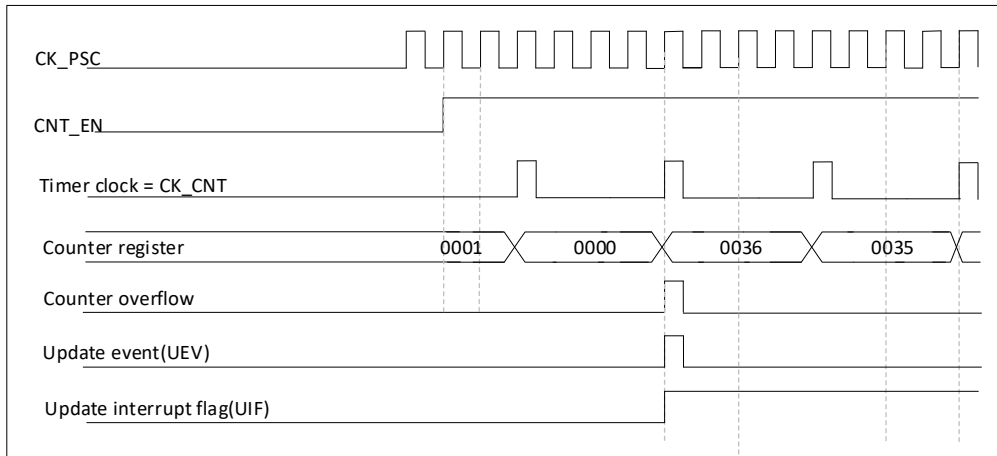 CK_PSC
CNT_EN
Timer clock = CK_CNT
Counter register 0001 0000 0036 0035
Counter overflow
Update event(UEV)
Update interrupt flag(UIF)